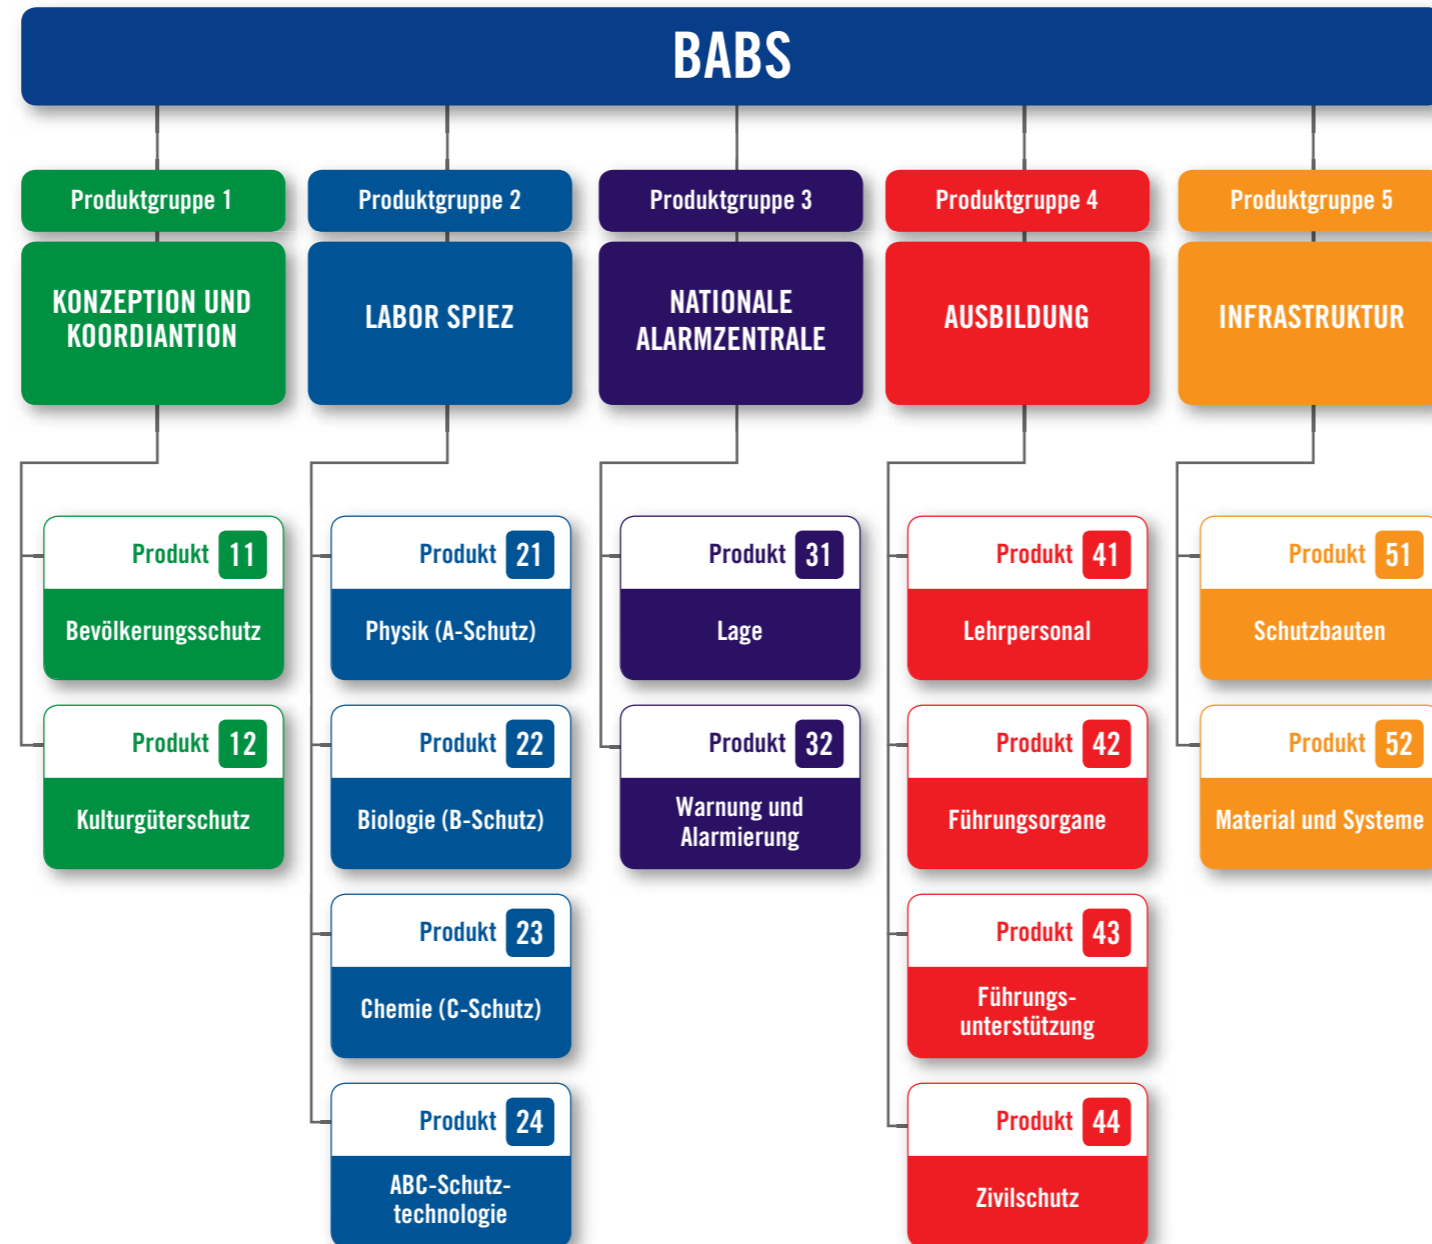 BABS
Produktgruppe 1
KONZEPTION UND
KOORDIANTION
Produkt 11
Bevölkerungsschutz
Produkt 12
Kulturgüterschutz
Produktgruppe 2
LABOR SPIEZ
Produkt 21
Physik (A-Schutz)
Produkt 22
Biologie (B-Schutz)
Produkt 23
Chemie (C-Schutz)
Produkt 24
ABC-Schutz-
technologie
Produktgruppe 3
NATIONALE
ALARMZENTRALE
Produkt 31
Lage
Produkt 32
Warnung und
Alarmierung
Produktgruppe 4
AUSBILDUNG
Produkt 41
Lehrpersonal
Produkt 42
Führungsorgane
Produkt 43
Führungs-
unterstützung
Produkt 44
Zivilschutz
Produktgruppe 5
INFRASTRUKTUR
Produkt 51
Schutzbauten
Produkt 52
Material und Systeme